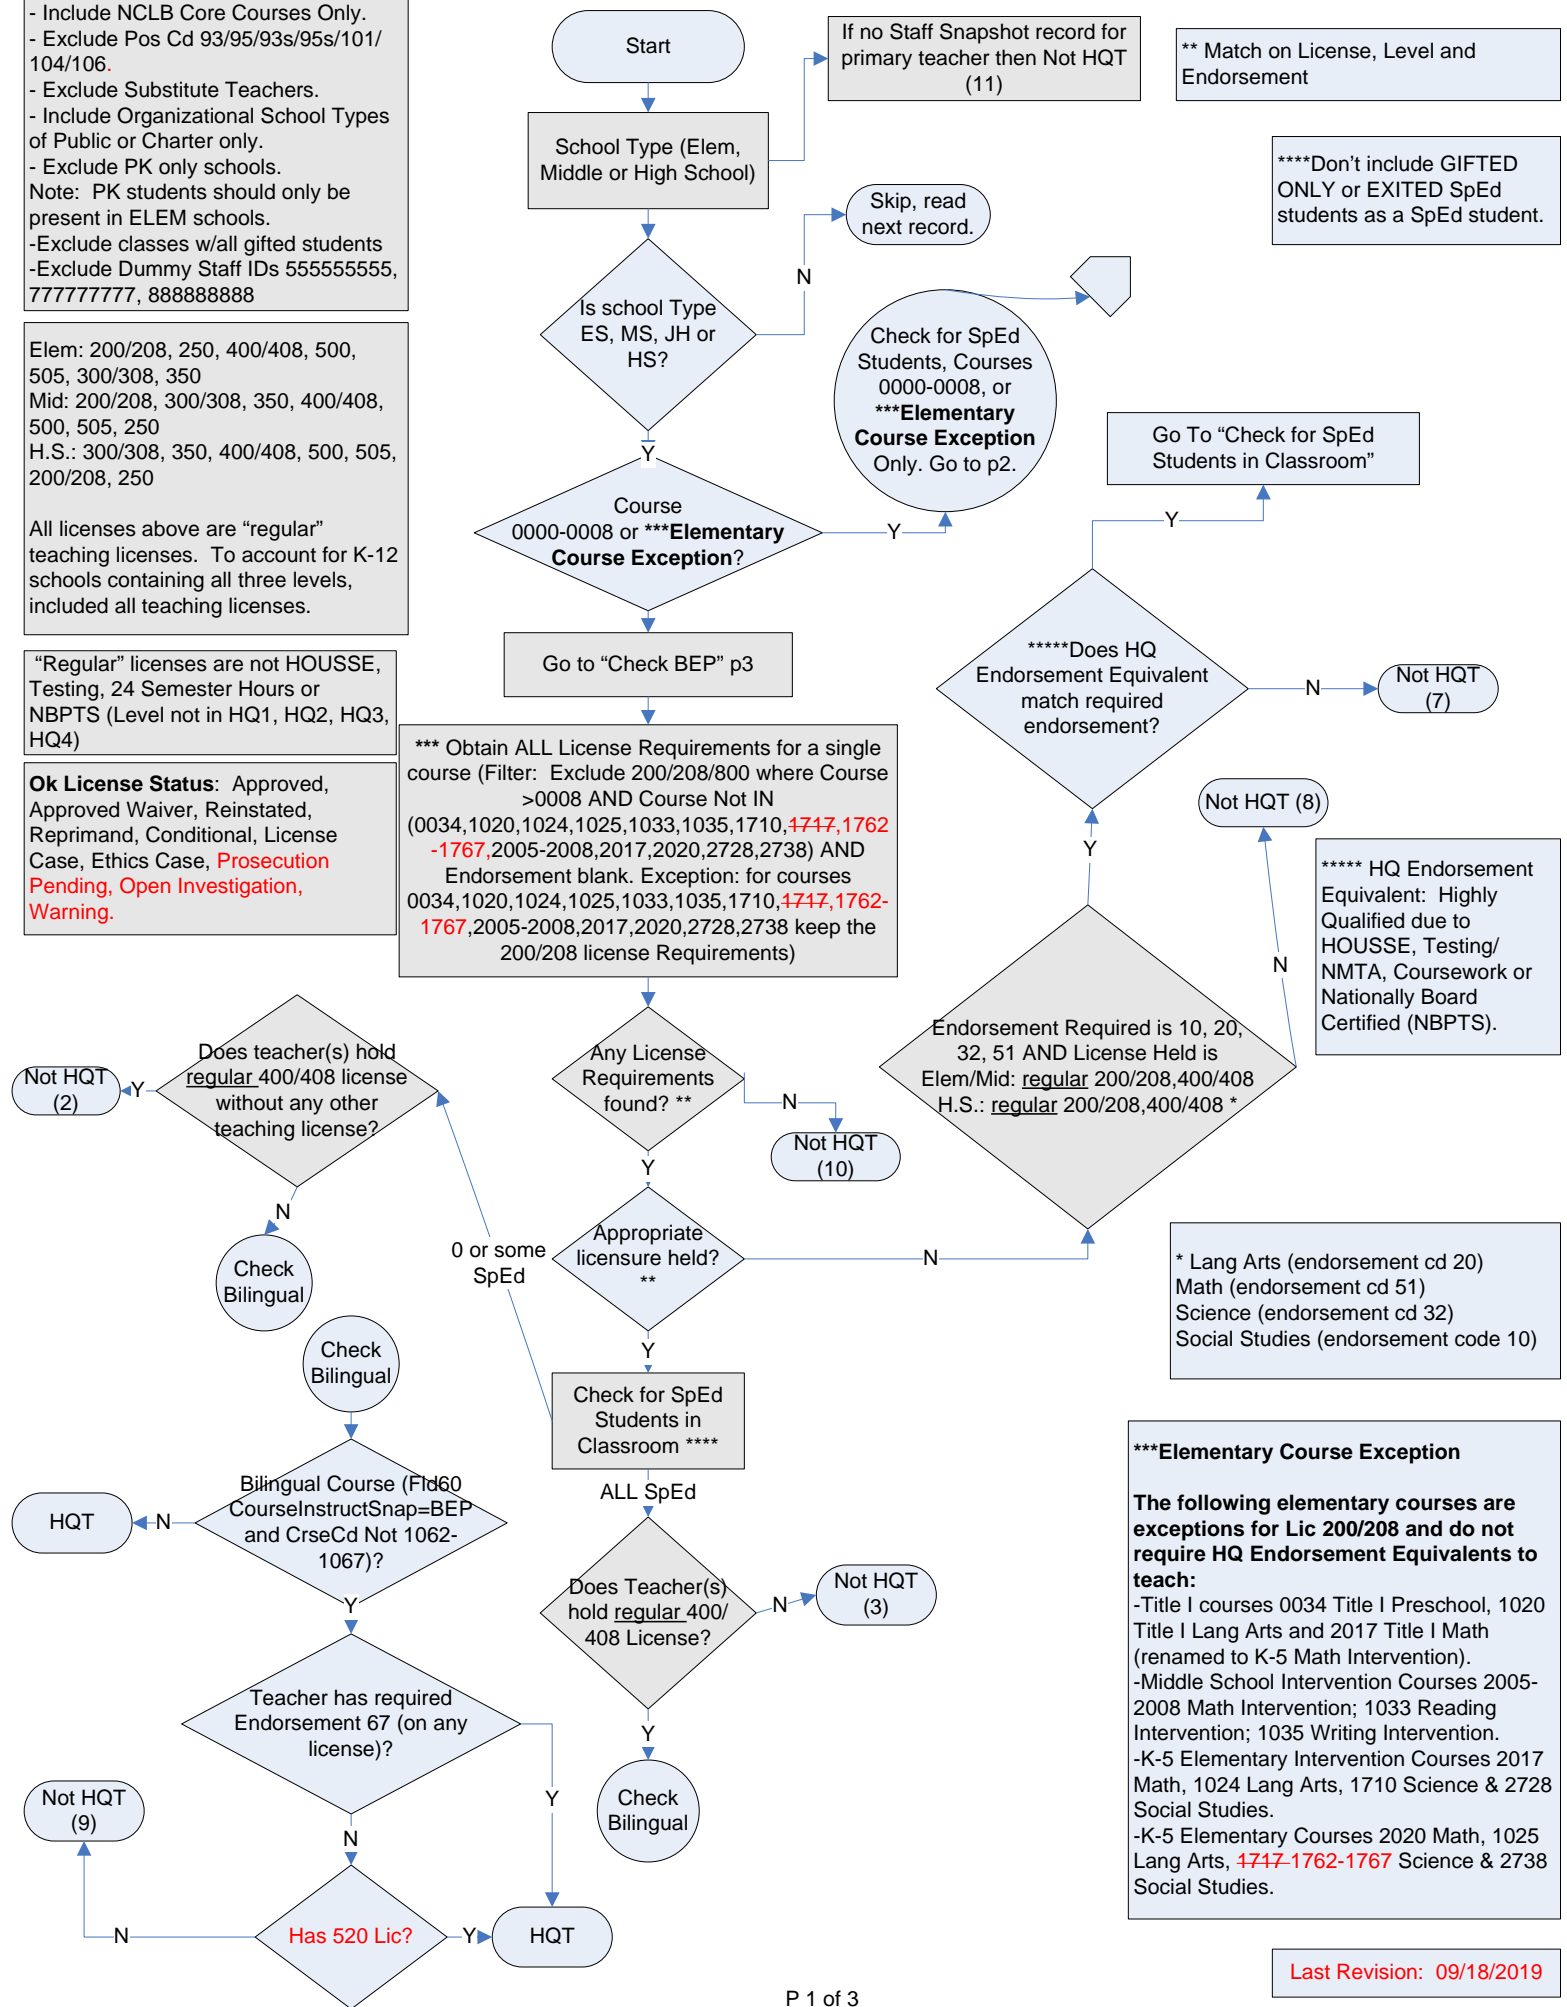 - Include NCLB Core Courses Only.
- Exclude Pos Cd 93/95/93s/95s/101/
104/106.
- Exclude Substitute Teachers.
- Include Organizational School Types
of Public or Charter only.
- Exclude PK only schools.
Note:  PK students should only be
present in ELEM schools.
-Exclude classes w/all gifted students
-Exclude Dummy Staff IDs 555555555,
777777777, 888888888
Elem: 200/208, 250, 400/408, 500,
505, 300/308, 350
Mid: 200/208, 300/308, 350, 400/408,
500, 505, 250
H.S.: 300/308, 350, 400/408, 500, 505,
200/208, 250
All licenses above are “regular”
teaching licenses.  To account for K-12
schools containing all three levels,
included all teaching licenses.
“Regular” licenses are not HOUSSE,
Testing, 24 Semester Hours or
NBPTS (Level not in HQ1, HQ2, HQ3,
HQ4)
Ok License Status:  Approved,
Approved Waiver, Reinstated,
Reprimand, Conditional, License
Case, Ethics Case, Prosecution
Pending, Open Investigation,
Warning.
Start
If no Staff Snapshot record for
primary teacher then Not HQT
(11)
** Match on License, Level and
Endorsement
School Type (Elem,
Middle or High School)
****Don’t include GIFTED
ONLY or EXITED SpEd
students as a SpEd student.
Skip, read
next record.
N
Is school Type
ES, MS, JH or
HS?
Y
Check for SpEd
Students, Courses
0000-0008, or
***Elementary
Course Exception
Only. Go to p2.
Course
0000-0008 or ***Elementary
Course Exception?
Y
Go To “Check for SpEd
Students in Classroom”
Y
Go to “Check BEP” p3
*****Does HQ
Endorsement Equivalent
match required
endorsement?
N
Not HQT
(7)
*** Obtain ALL License Requirements for a single
course (Filter:  Exclude 200/208/800 where Course
>0008 AND Course Not IN
(0034,1020,1024,1025,1033,1035,1710,1717,1762
-1767,2005-2008,2017,2020,2728,2738) AND
Endorsement blank. Exception: for courses
0034,1020,1024,1025,1033,1035,1710,1717,1762-
1767,2005-2008,2017,2020,2728,2738 keep the
200/208 license Requirements)
Y
Not HQT (8)
N
***** HQ Endorsement
Equivalent:  Highly
Qualified due to
HOUSSE, Testing/
NMTA, Coursework or
Nationally Board
Certified (NBPTS).
Endorsement Required is 10, 20,
32, 51 AND License Held is
Elem/Mid: regular 200/208,400/408
H.S.: regular 200/208,400/408 *
Does teacher(s) hold
regular 400/408 license
without any other
teaching license?
Y
Not HQT
(2)
N
Check
Bilingual
Any License
Requirements
found? **
N
Not HQT
(10)
Y
Appropriate
licensure held?
**
N
Y
0 or some
SpEd
* Lang Arts (endorsement cd 20)
Math (endorsement cd 51)
Science (endorsement cd 32)
Social Studies (endorsement code 10)
Check for SpEd
Students in
Classroom ****
ALL SpEd
Does Teacher(s)
hold regular 400/
408 License?
N
Not HQT
(3)
Y
Check
Bilingual
Check
Bilingual
Bilingual Course (Fld60
CourseInstructSnap=BEP
and CrseCd Not 1062-
1067)?
N
HQT
Y
Teacher has required
Endorsement 67 (on any
license)?
Y
N
Not HQT
(9)
Has 520 Lic?
N
Y
HQT
***Elementary Course Exception
The following elementary courses are
exceptions for Lic 200/208 and do not
require HQ Endorsement Equivalents to
teach:
-Title I courses 0034 Title I Preschool, 1020
Title I Lang Arts and 2017 Title I Math
(renamed to K-5 Math Intervention).
-Middle School Intervention Courses 2005-
2008 Math Intervention; 1033 Reading
Intervention; 1035 Writing Intervention.
-K-5 Elementary Intervention Courses 2017
Math, 1024 Lang Arts, 1710 Science & 2728
Social Studies.
-K-5 Elementary Courses 2020 Math, 1025
Lang Arts, 1717 1762-1767 Science & 2738
Social Studies.
Last Revision:  09/18/2019
P 1 of 3